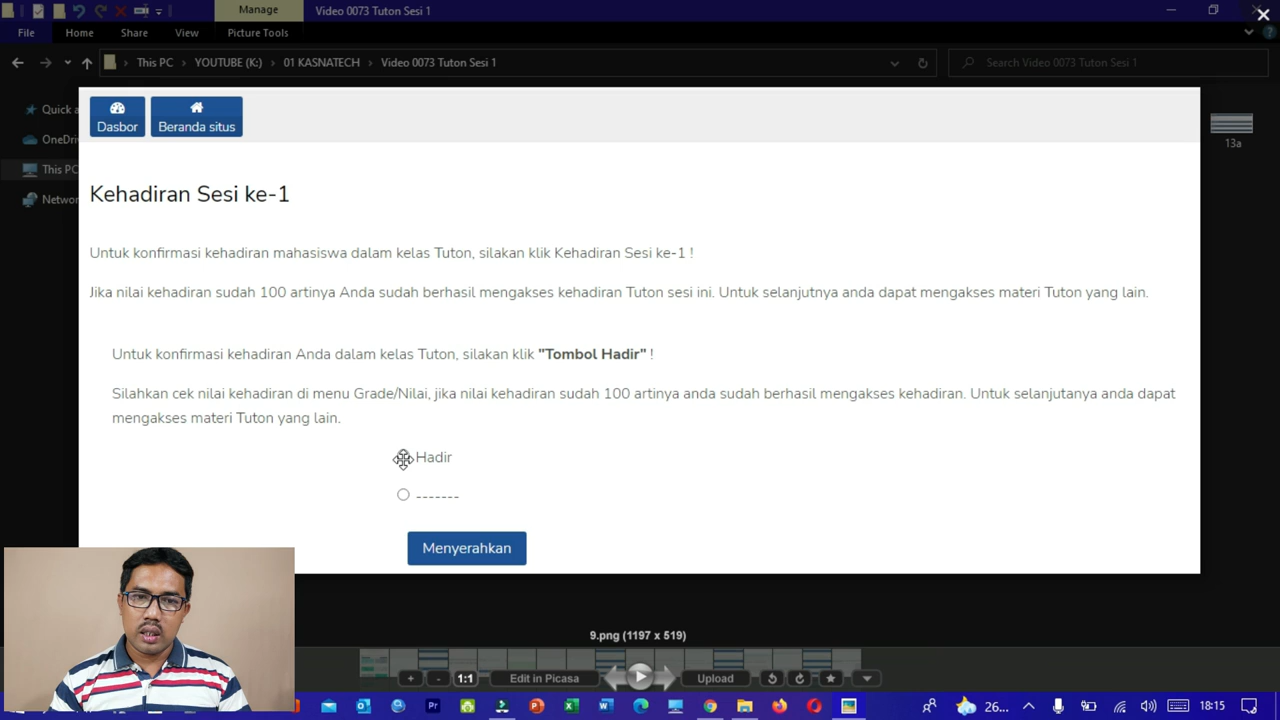 Manage
Video 0073 Tuton Sesi 1
File
Home
Share
View
Picture Tools
This PC
YOUTUBE (K:)
01 KASNATECH
Video 0073 Tuton Sesi 1
Search Video 0073 Tuton Sesi 1
Quick a
OneDri
This PC
Networ
13a
Dasbor
Beranda situs
Kehadiran Sesi ke-1
Untuk konfirmasi kehadiran mahasiswa dalam kelas Tuton, silakan klik Kehadiran Sesi ke-1 !
Jika nilai kehadiran sudah 100 artinya Anda sudah berhasil mengakses kehadiran Tuton sesi ini. Untuk selanjutnya anda dapat mengakses materi Tuton yang lain.
Untuk konfirmasi kehadiran Anda dalam kelas Tuton, silakan klik "Tombol Hadir" !
Silahkan cek nilai kehadiran di menu Grade/Nilai, jika nilai kehadiran sudah 100 artinya anda sudah berhasil mengakses kehadiran. Untuk selanjutanya anda dapat
mengakses materi Tuton yang lain.
Hadir
-------
Menyerahkan
9.png (1197 x 519)
1:1
Edit in Picasa
Upload
26...
18:15